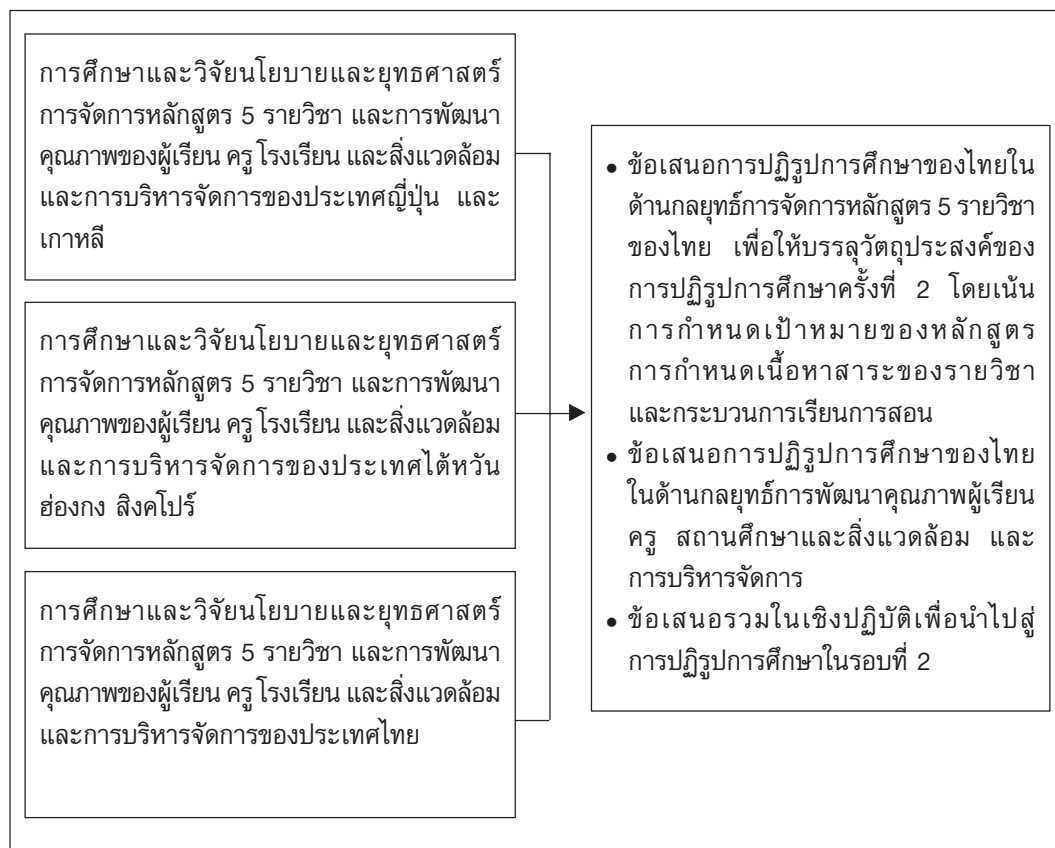 การศึกษาและวิจัยนโยบายและยุทธศาสตร์
การจัดการหลักสูตร 5 รายวิชา และการพัฒนา
คุณภาพของผู้เรียน ครู โรงเรียน และสิ่งแวดล้อม
และการบริหารจัดการของประเทศญี่ปุ่น และ
เกาหลี
การศึกษาและวิจัยนโยบายและยุทธศาสตร์
การจัดการหลักสูตร 5 รายวิชา และการพัฒนา
คุณภาพของผู้เรียน ครู โรงเรียน และสิ่งแวดล้อม
และการบริหารจัดการของประเทศไต้หวัน
ฮ่องกง สิงคโปร์
การศึกษาและวิจัยนโยบายและยุทธศาสตร์
การจัดการหลักสูตร 5 รายวิชา และการพัฒนา
คุณภาพของผู้เรียน ครู โรงเรียน และสิ่งแวดล้อม
และการบริหารจัดการของประเทศไทย
• ข้อเสนอการปฏิรูปการศึกษาของไทยใน
ด้านกลยุทธ์การจัดการหลักสูตร 5 รายวิชา
ของไทย เพื่อให้บรรลุวัตถุประสงค์ของ
การปฏิรูปการศึกษาครั้งที่ 2 โดยเน้น
การกำหนดเป้าหมายของหลักสูตร
การกำหนดเนื้อหาสาระของรายวิชา
และกระบวนการเรียนการสอน
• ข้อเสนอการปฏิรูปการศึกษาของไทย
ในด้านกลยุทธ์การพัฒนาคุณภาพผู้เรียน
ครู สถานศึกษาและสิ่งแวดล้อม และ
การบริหารจัดการ
• ข้อเสนอรวมในเชิงปฏิบัติเพื่อนำไปสู่
การปฏิรูปการศึกษาในรอบที่ 2